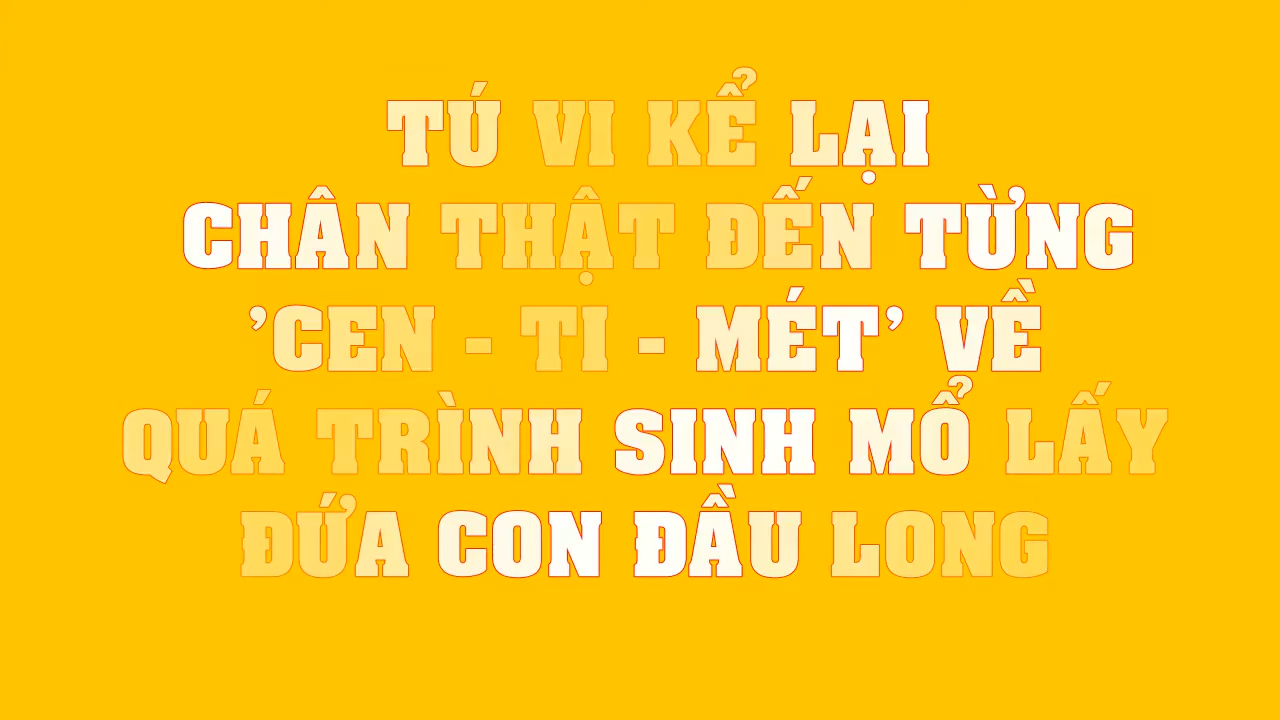 TÚ VI KỂ LẠI
CHÂN THẬT ĐẾN TỪNG
'CEN - TI - MÉT' VỀ
QUÁ TRÌNH SINH MỔ LẤY
ĐỨA CON ĐẦU LONG